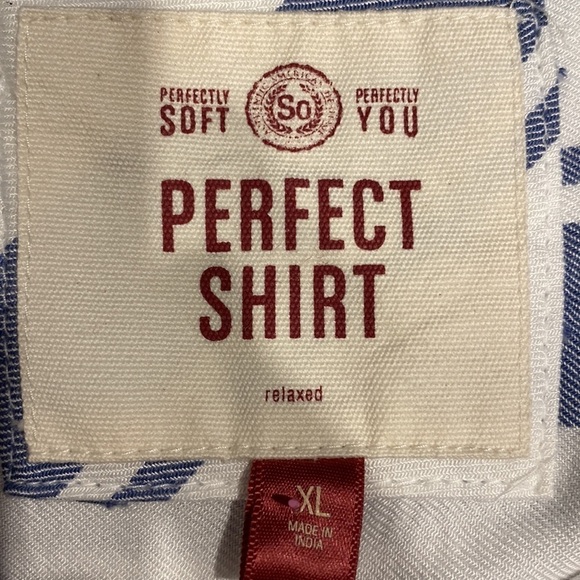 PERFECTLY SOFT
So
PERFECTLY YOU
PERFECT
SHIRT
relaxed
XL
MADE IN
INDIA